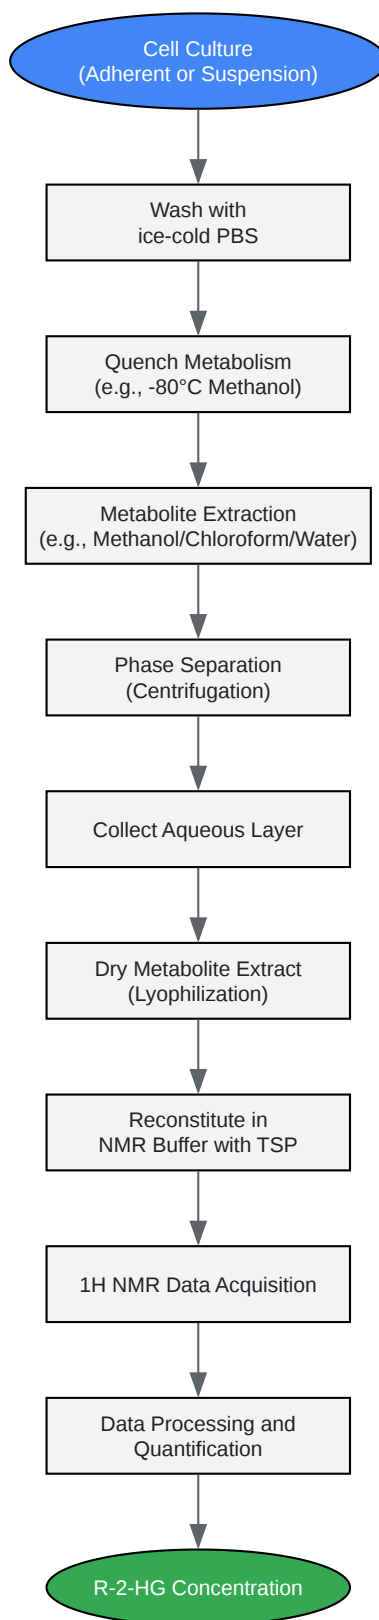 Cell Culture
(Adherent or Suspension)
Wash with
ice-cold PBS
Quench Metabolism
(e.g., -80°C Methanol)
Metabolite Extraction
(e.g., Methanol/Chloroform/Water)
Phase Separation
(Centrifugation)
Collect Aqueous Layer
Dry Metabolite Extract
(Lyophilization)
Reconstitute in
NMR Buffer with TSP
1H NMR Data Acquisition
Data Processing and
Quantification
R-2-HG Concentration